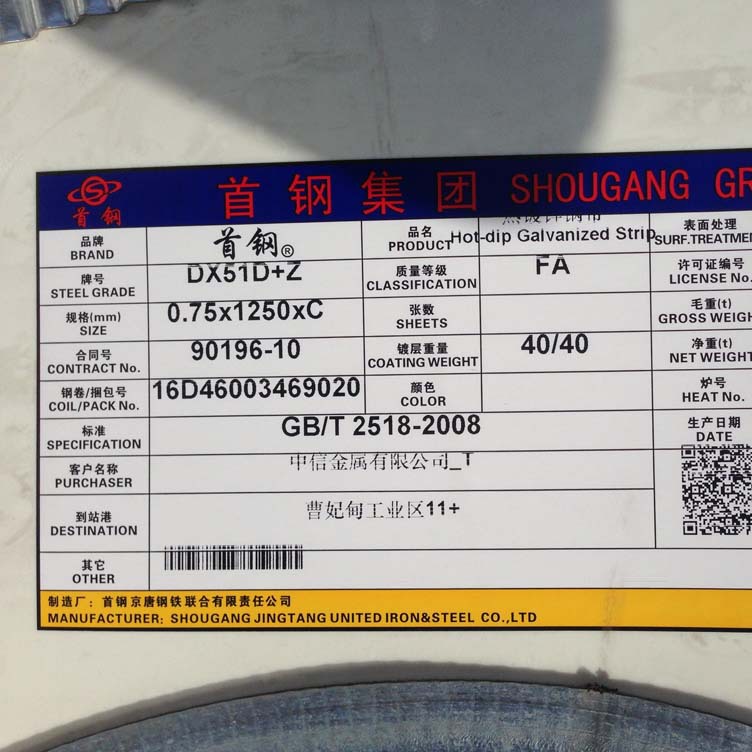 首钢
首钢集团 SHOUGANG GR
品牌
BRAND
首钢®
品名
PRODUCT
热镀锌钢带
Hot-dip Galvanized Strip
表面处理
SURF.TREATMENT
牌号
STEEL GRADE
DX51D+Z
质量等级
CLASSIFICATION
FA
许可证编号
LICENSE No.
规格(mm)
SIZE
0.75x1250xC
张数
SHEETS
毛重(t)
GROSS WEIGH
合同号
CONTRACT No.
90196-10
镀层重量
COATING WEIGHT
40/40
净重(t)
NET WEIGHT
钢卷/捆包号
COIL/PACK No.
16D46003469020
颜色
COLOR
炉号
HEAT No.
标准
SPECIFICATION
GB/T 2518-2008
生产日期
DATE
客户名称
PURCHASER
中信金属有限公司_T
到站港
DESTINATION
曹妃甸工业区11+
其它
OTHER
制造厂：首钢京唐钢铁联合有限责任公司
MANUFACTURER: SHOUGANG JINGTANG UNITED IRON&STEEL CO.,LTD